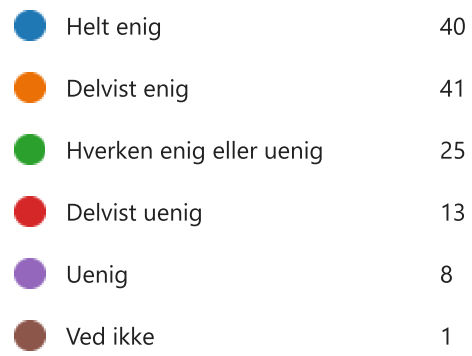 Helt enig 40
Delvist enig 41
Hverken enig eller uenig 25
Delvist uenig 13
Uenig 8
Ved ikke 1